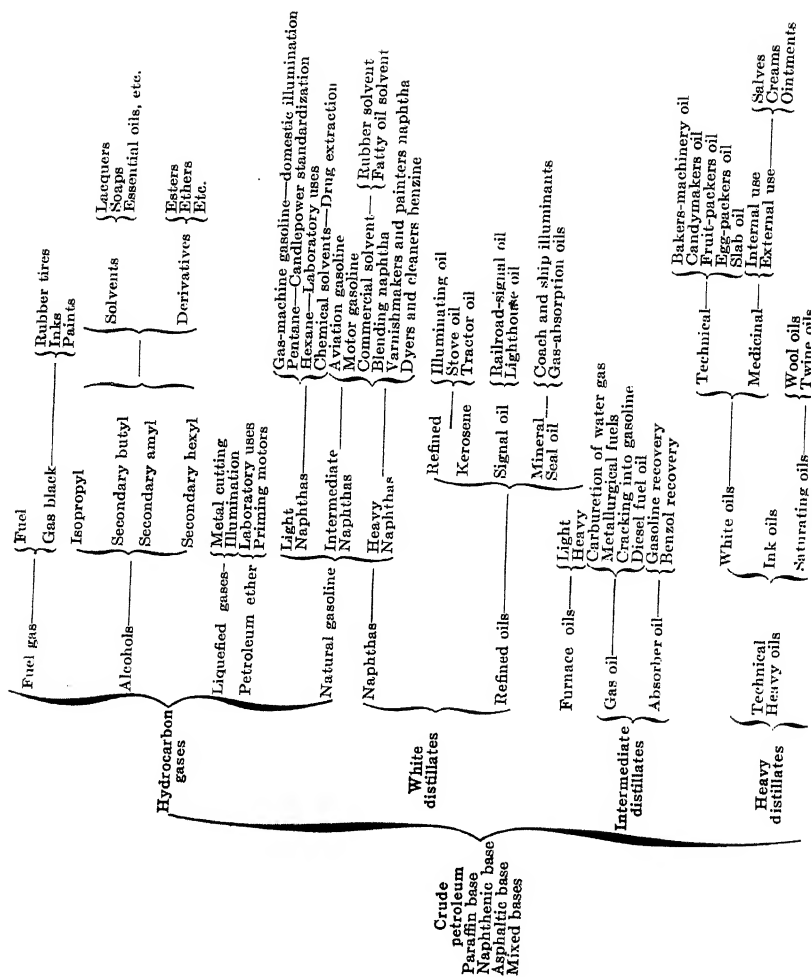 Crude
petroleum
Paraffin base
Naphthenic base
Asphaltic base
Mixed bases
Hydrocarbon
gases
Fuel gas
Fuel
Gas black
Rubber tires
Inks
Paints
Alcohols
Isopropyl
Secondary butyl
Secondary amyl
Secondary hexyl
Solvents
Lacquers
Soaps
Essential oils, etc.
Derivatives
Esters
Ethers
Etc.
Liquefied gases
Metal cutting
Illumination
Petroleum ether
Laboratory uses
Priming motors
Natural gasoline
White
distillates
Naphthas
Light
Naphthas
Gas-machine gasoline—domestic illumination
Pentane—Candlepower standardization
Hexane—Laboratory uses
Chemical solvents—Drug extraction
Intermediate
Naphthas
Aviation gasoline
Motor gasoline
Commercial solvent
Rubber solvent
Fatty oil solvent
Blending naphtha
Heavy
Naphthas
Varnishmakers and painters naphtha
Dyers and cleaners benzine
Refined oils
Refined
Kerosene
Illuminating oil
Stove oil
Tractor oil
Signal oil
Railroad-signal oil
Lighthouse oil
Mineral
Seal oil
Coach and ship illuminants
Gas-absorption oils
Intermediate
distillates
Furnace oils
Light
Heavy
Gas oil
Carburetion of water gas
Metallurgical fuels
Cracking into gasoline
Diesel fuel oil
Absorber oil
Gasoline recovery
Benzol recovery
Heavy
distillates
Technical
Heavy oils
White oils
Technical
Bakers-machinery oil
Candymakers oil
Fruit-packers oil
Egg-packers oil
Slab oil
Medicinal
Internal use
External use
Salves
Creams
Ointments
Ink oils
Saturating oils
Wool oils
Twine oils